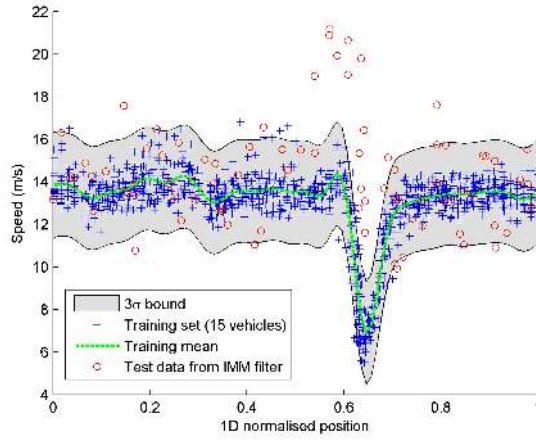 22
20
18
16
14
12
10
8
6
4
Speed (m/s)
3σ bound
Training set (15 vehicles)
Training mean
Test data from IMM filter
0 0.2 0.4 0.6 0.8
1D normalised position